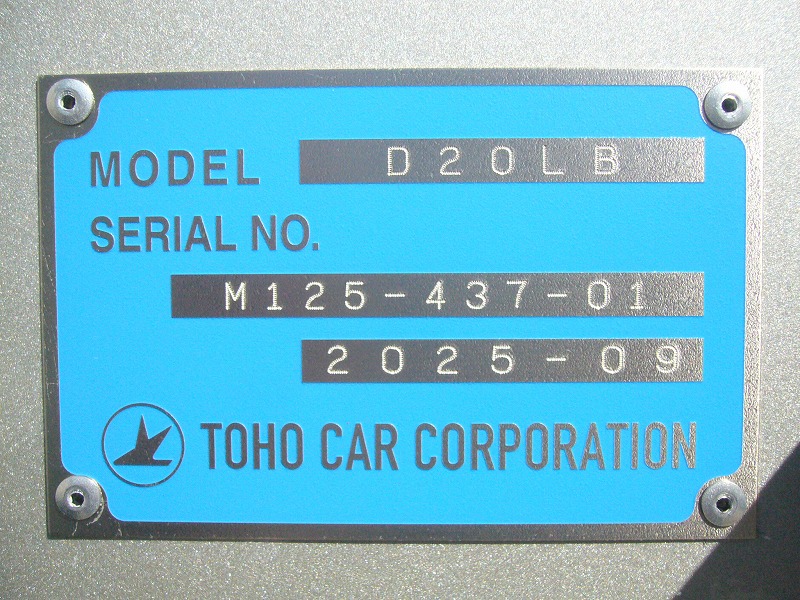 MODEL D20LB
SERIAL NO.
M125-437-01
2025-09
TOHO CAR CORPORATION